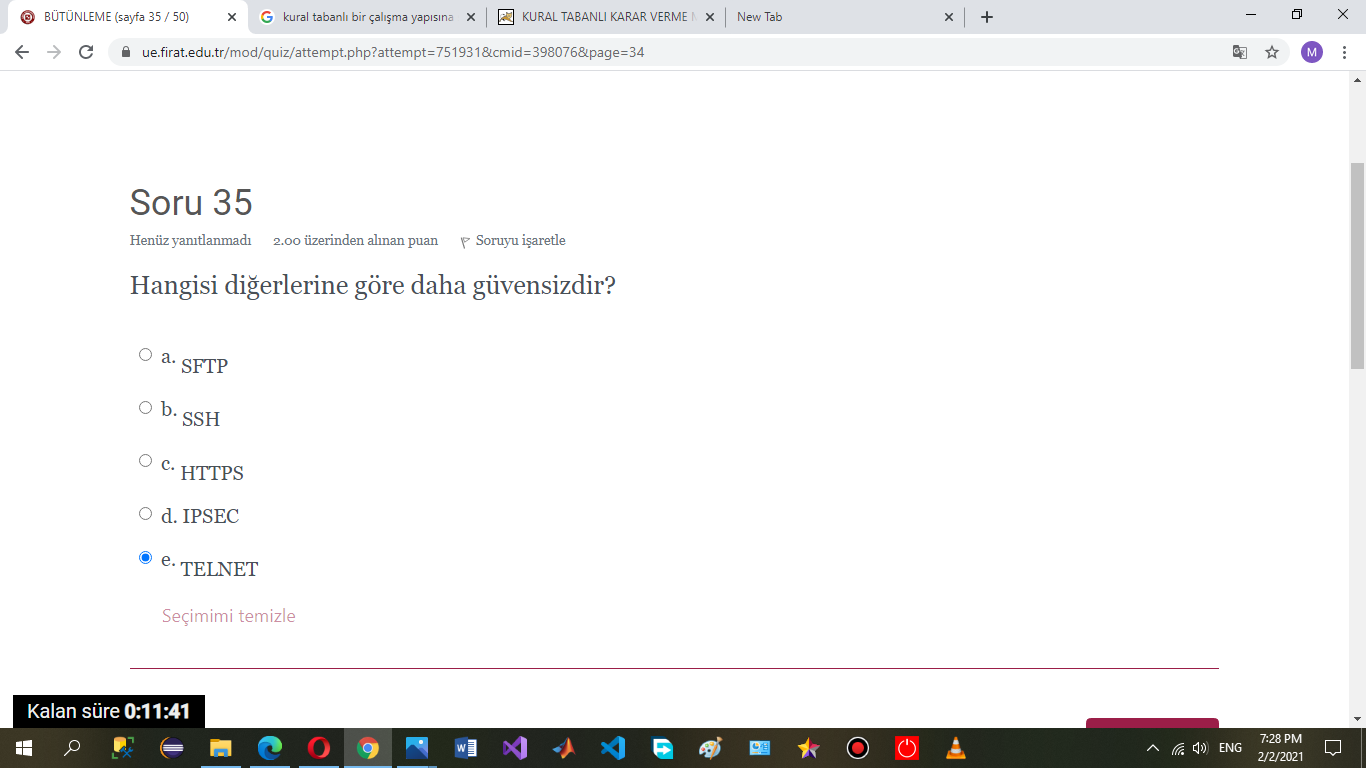 BÜTÜNLEME (sayfa 35 / 50)
kural tabanlı bir çalışma yapısına
KURAL TABANLI KARAR VERME
New Tab
ue.firat.edu.tr/mod/quiz/attempt.php?attempt=751931&cmid=398076&page=34
M
Soru 35
Henüz yanıtlanmadı 2.00 üzerinden alınan puan Soruyu işaretle
Hangisi diğerlerine göre daha güvensizdir?
a. SFTP
b. SSH
c. HTTPS
d. IPSEC
e. TELNET
Seçimimi temizle
Kalan süre 0:11:41
ENG
7:28 PM
2/2/2021